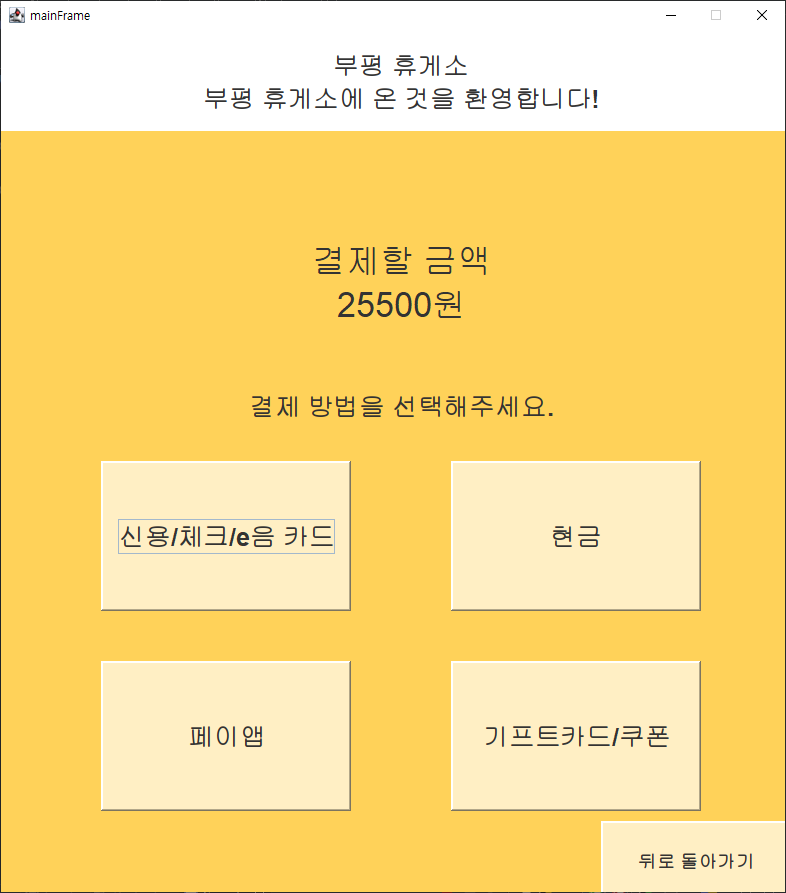 mainFrame
부평 휴게소
부평 휴게소에 온 것을 환영합니다!
결제할 금액
25500원
결제 방법을 선택해주세요.
신용/체크/e음 카드
현금
페이앱
기프트카드/쿠폰
뒤로 돌아가기